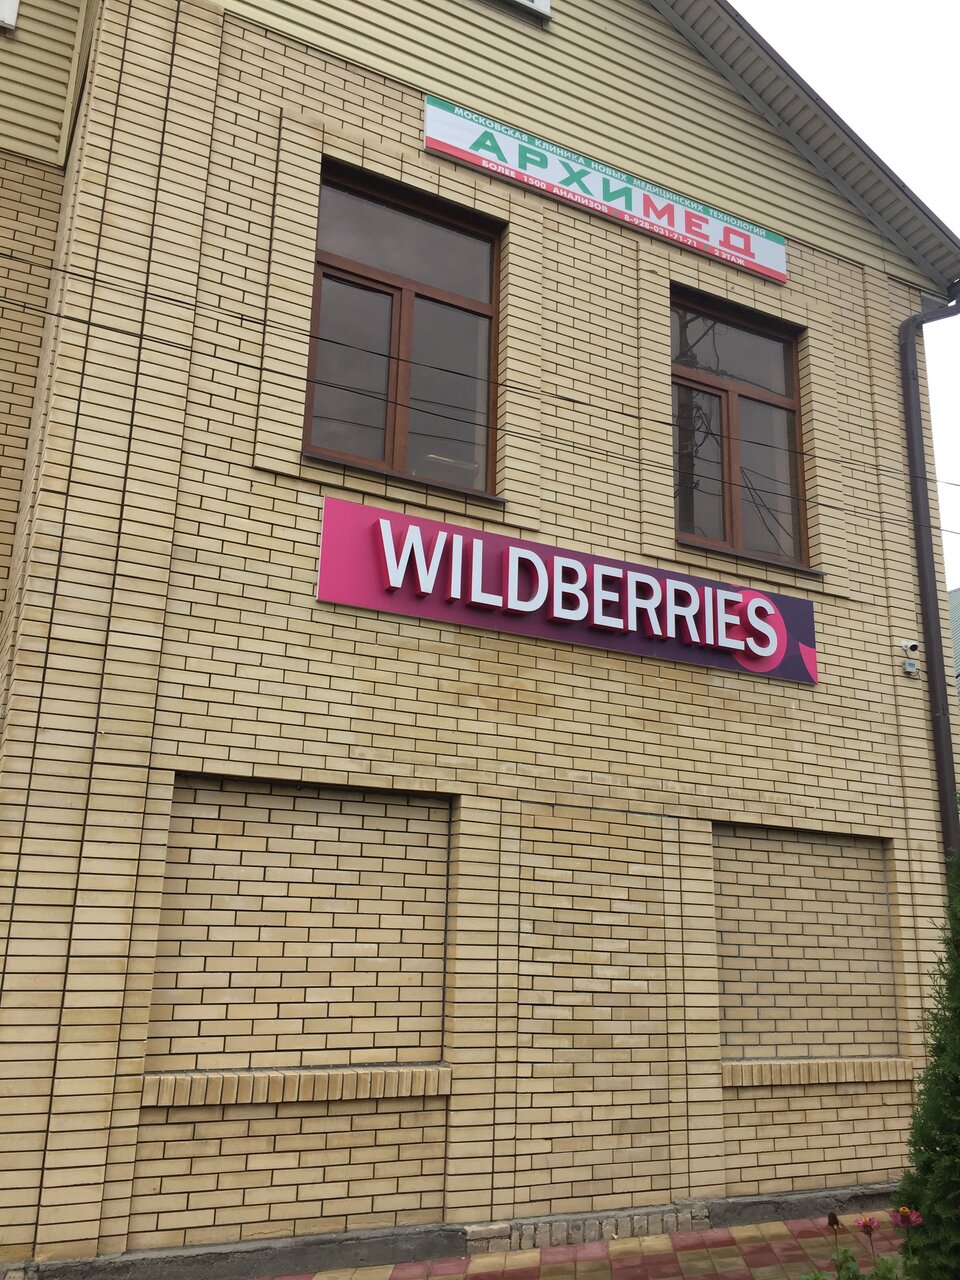 МОСКОВСКАЯ КЛИНИКА НОВЫХ МЕДИЦИНСКИХ ТЕХНОЛОГИЙ
АРХИМЕД
БОЛЕЕ 1500 АНАЛИЗОВ 8-928-031-71-71 2 ЭТАЖ
WILDBERRIES